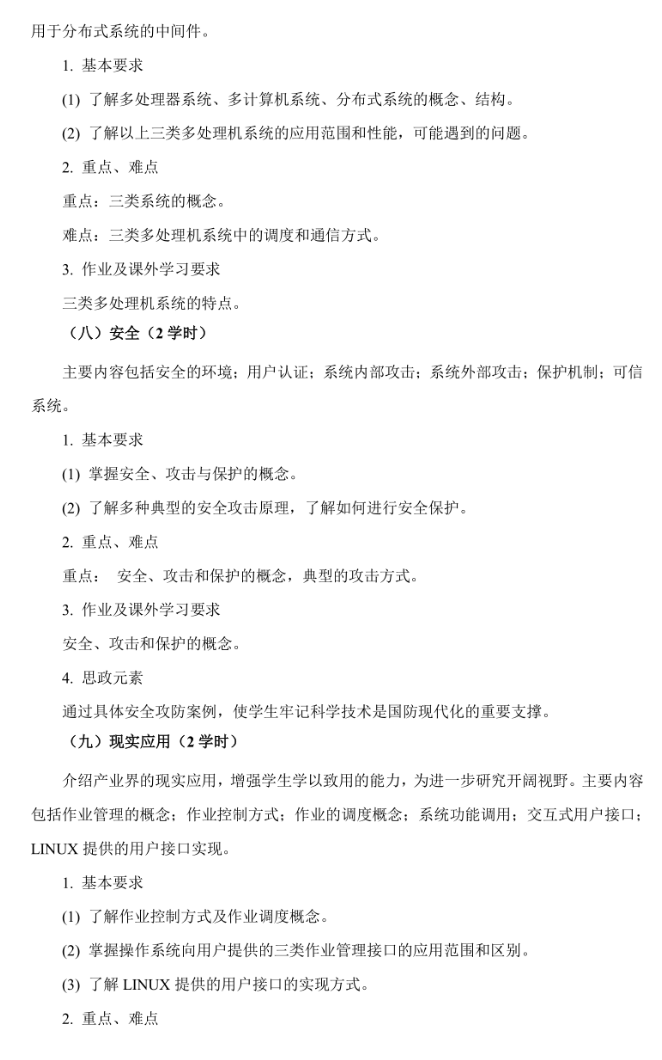 用于分布式系统的中间件。
1. 基本要求
(1) 了解多处理器系统、多计算机系统、分布式系统的概念、结构。
(2) 了解以上三类多处理机系统的应用范围和性能，可能遇到的问题。
2. 重点、难点
重点：三类系统的概念。
难点：三类多处理机系统中的调度和通信方式。
3. 作业及课外学习要求
三类多处理机系统的特点。
（八）安全（2 学时）
主要内容包括安全的环境；用户认证；系统内部攻击；系统外部攻击；保护机制；可信
系统。
1. 基本要求
(1) 掌握安全、攻击与保护的概念。
(2) 了解多种典型的安全攻击原理，了解如何进行安全保护。
2. 重点、难点
重点： 安全、攻击和保护的概念，典型的攻击方式。
3. 作业及课外学习要求
安全、攻击和保护的概念。
4. 思政元素
通过具体安全攻防案例，使学生牢记科学技术是国防现代化的重要支撑。
（九）现实应用（2 学时）
介绍产业界的现实应用，增强学生学以致用的能力，为进一步研究开阔视野。主要内容
包括作业管理的概念；作业控制方式；作业的调度概念；系统功能调用；交互式用户接口；
LINUX 提供的用户接口实现。
1. 基本要求
(1) 了解作业控制方式及作业调度概念。
(2) 掌握操作系统向用户提供的三类作业管理接口的应用范围和区别。
(3) 了解 LINUX 提供的用户接口的实现方式。
2. 重点、难点